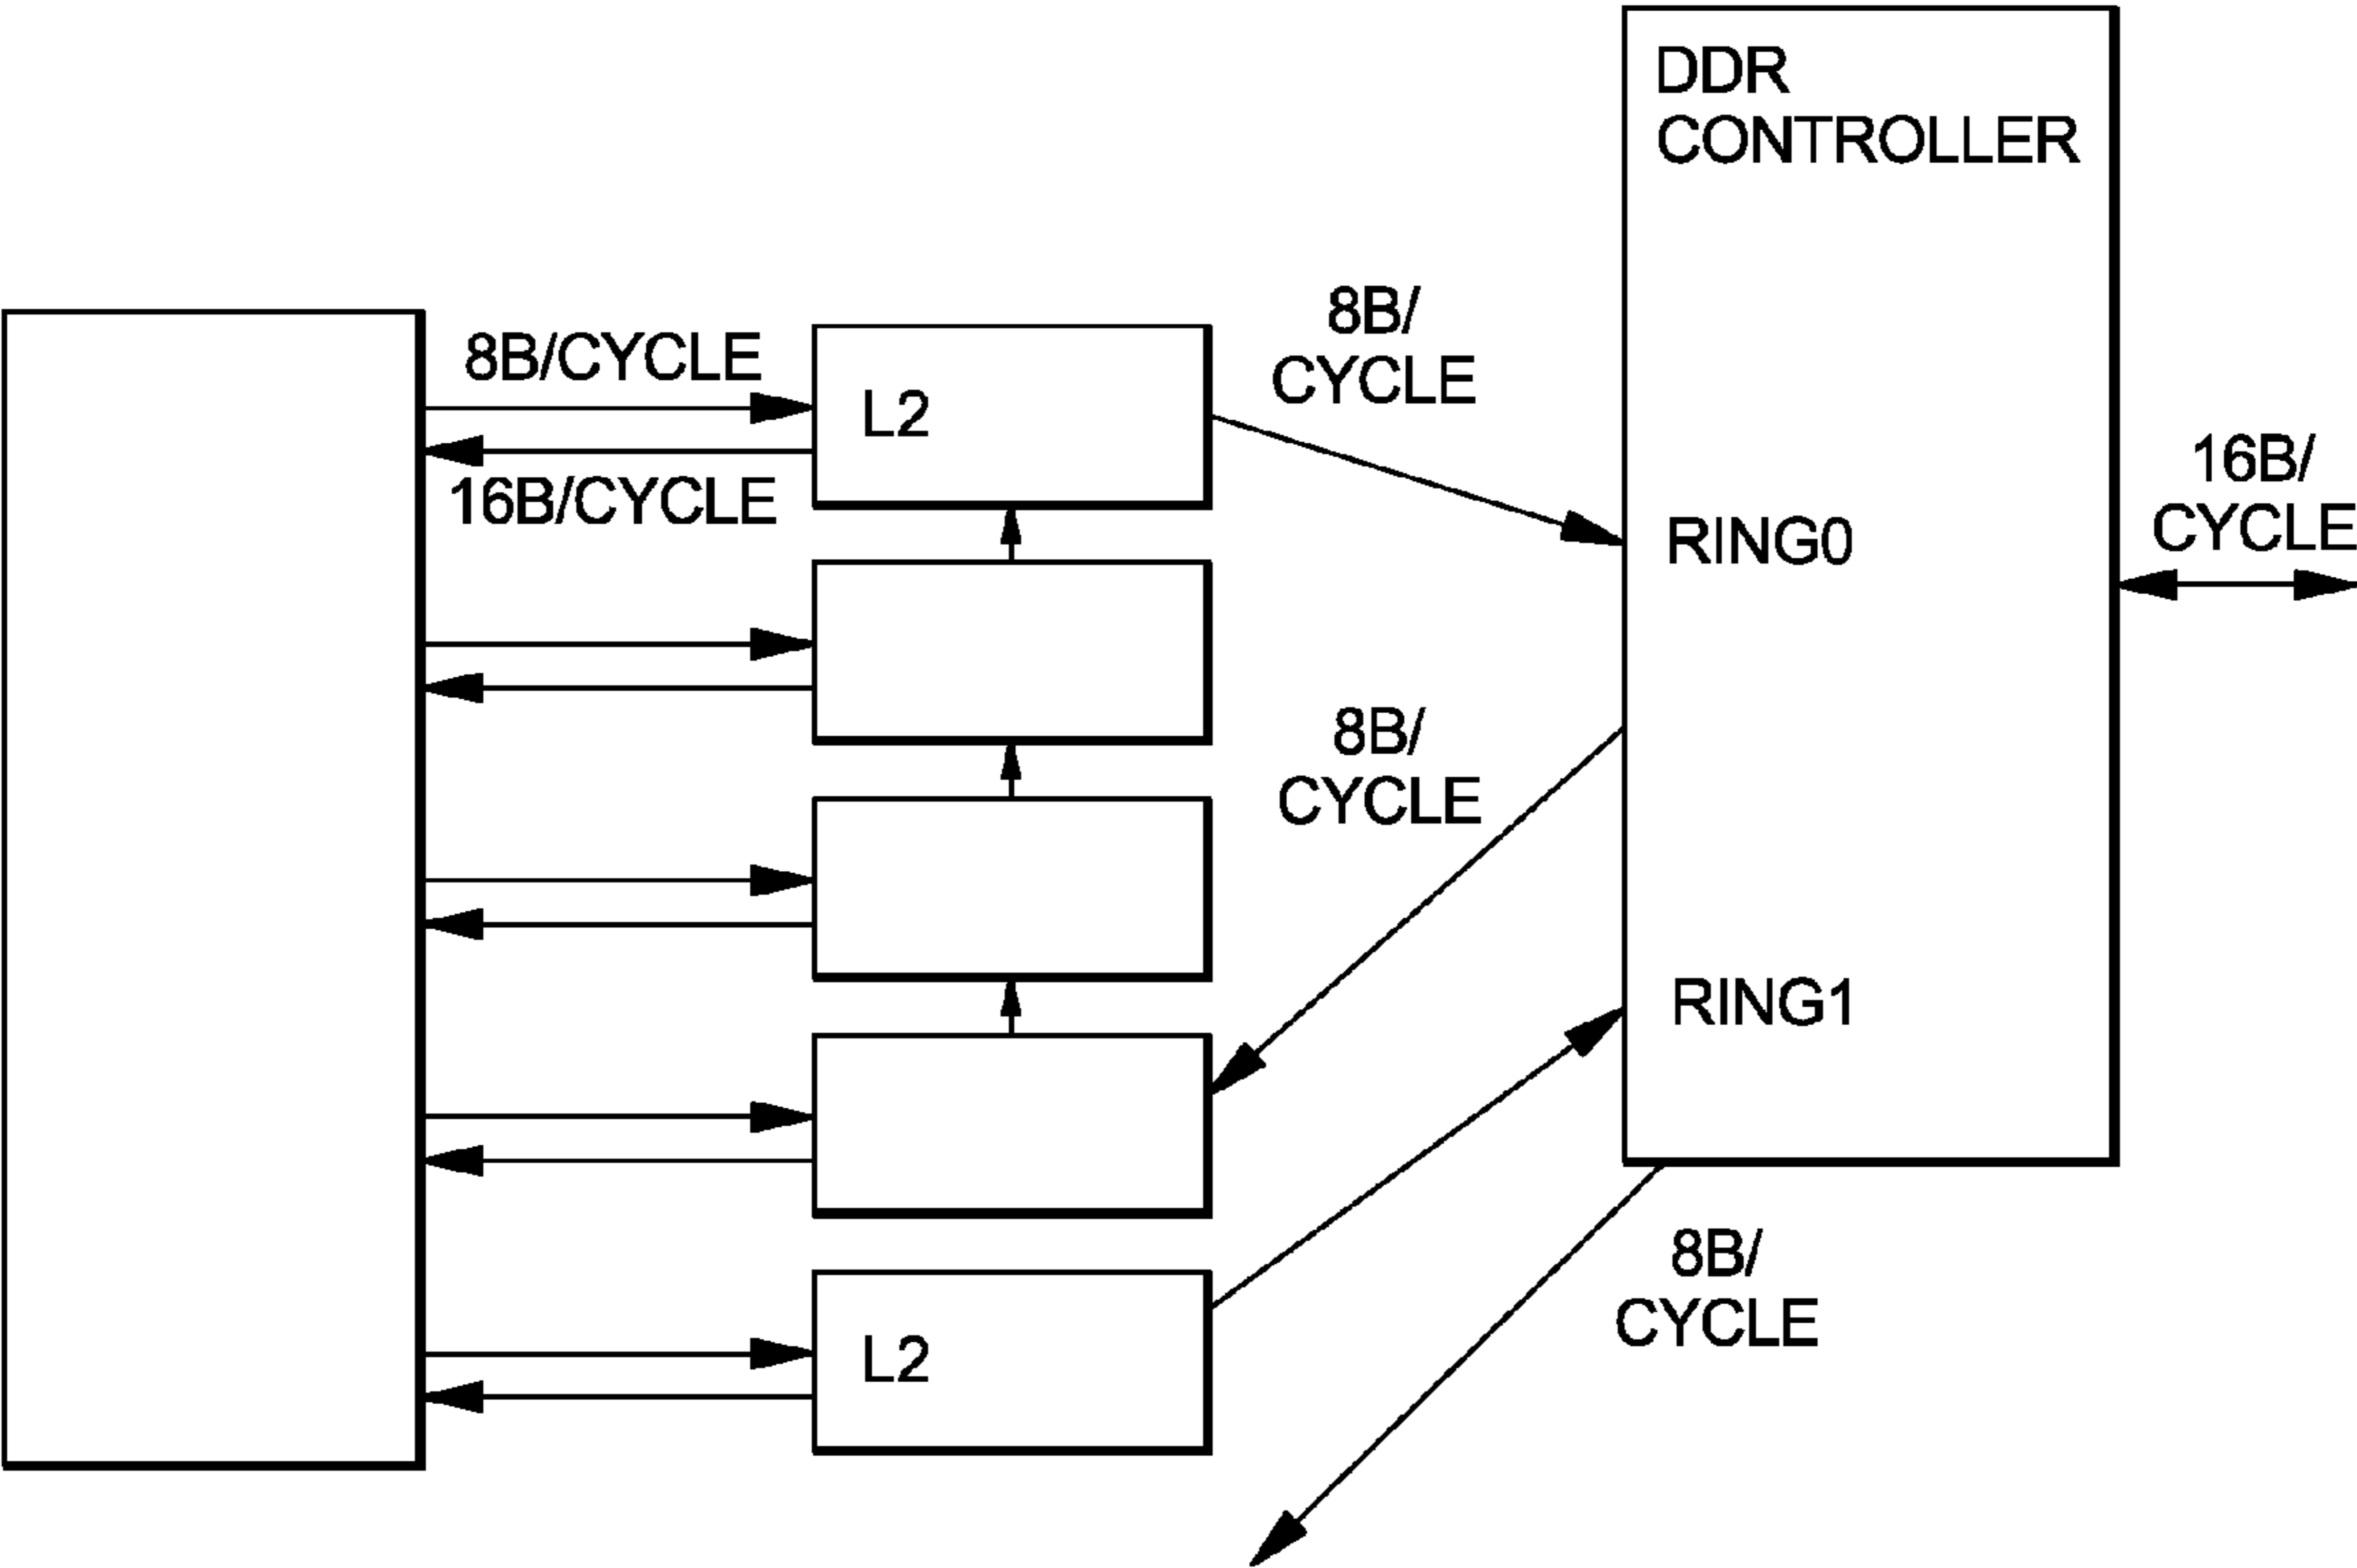 DDR
CONTROLLER
8B/CYCLE
16B/CYCLE
L2
8B/
CYCLE
RING0
16B/
CYCLE
8B/
CYCLE
RING1
L2
8B/
CYCLE